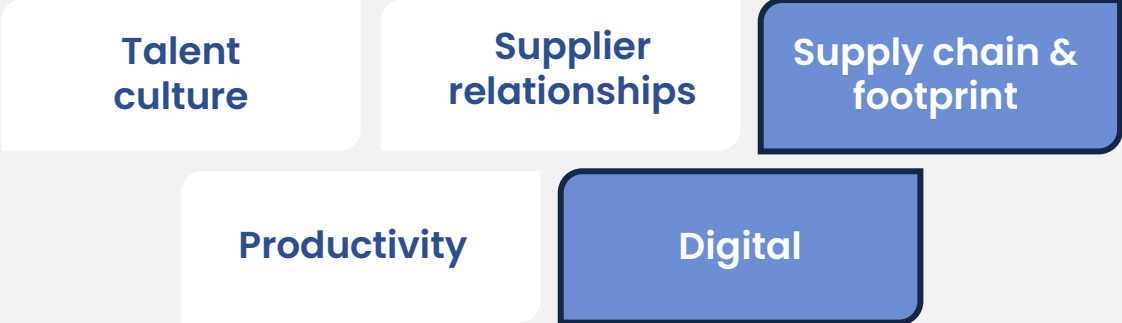 Talent
culture
Supplier
relationships
Supply chain &
footprint
Productivity
Digital